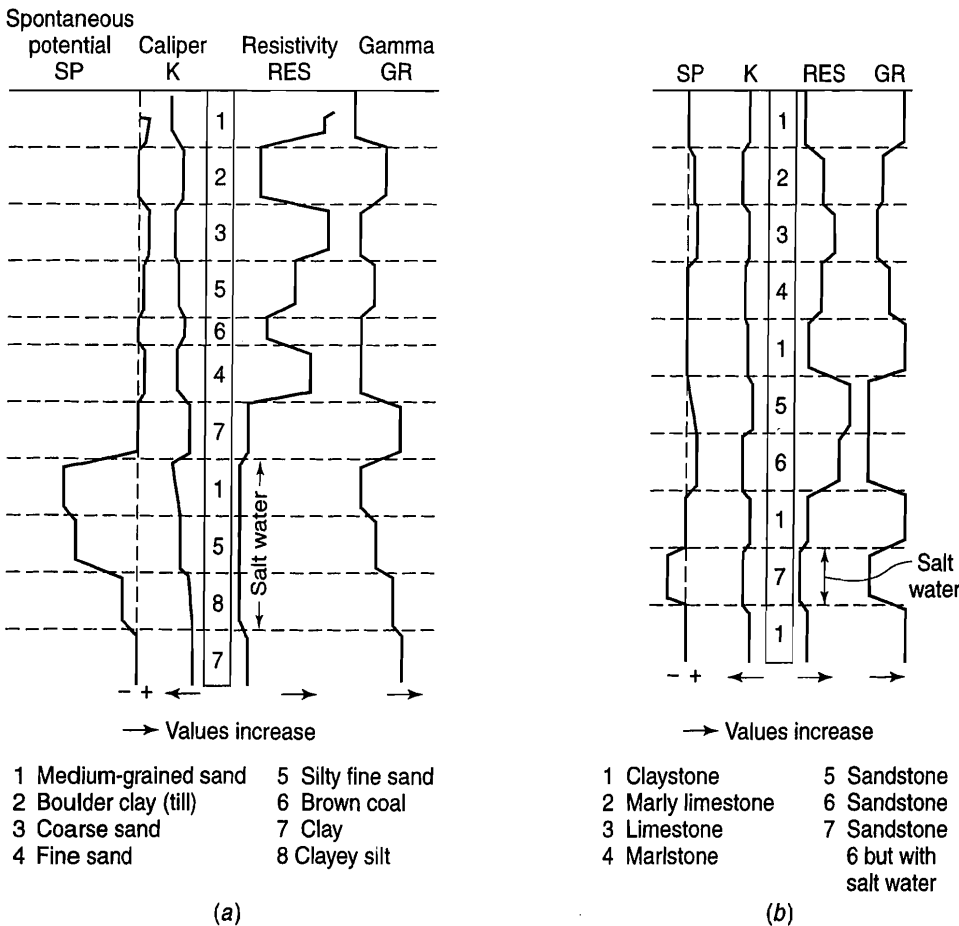 Spontaneous
potential Caliper Resistivity Gamma
SP K RES GR
1
2
3
5
6
4
7
1
5
8
7
Salt water
– +
→ Values increase
1 Medium-grained sand
2 Boulder clay (till)
3 Coarse sand
4 Fine sand
5 Silty fine sand
6 Brown coal
7 Clay
8 Clayey silt
(a)
SP K RES GR
1
2
3
4
1
5
6
1
7
1
Salt
water
– +
→ Values increase
1 Claystone
2 Marly limestone
3 Limestone
4 Marlstone
5 Sandstone
6 Sandstone
7 Sandstone
6 but with
salt water
(b)